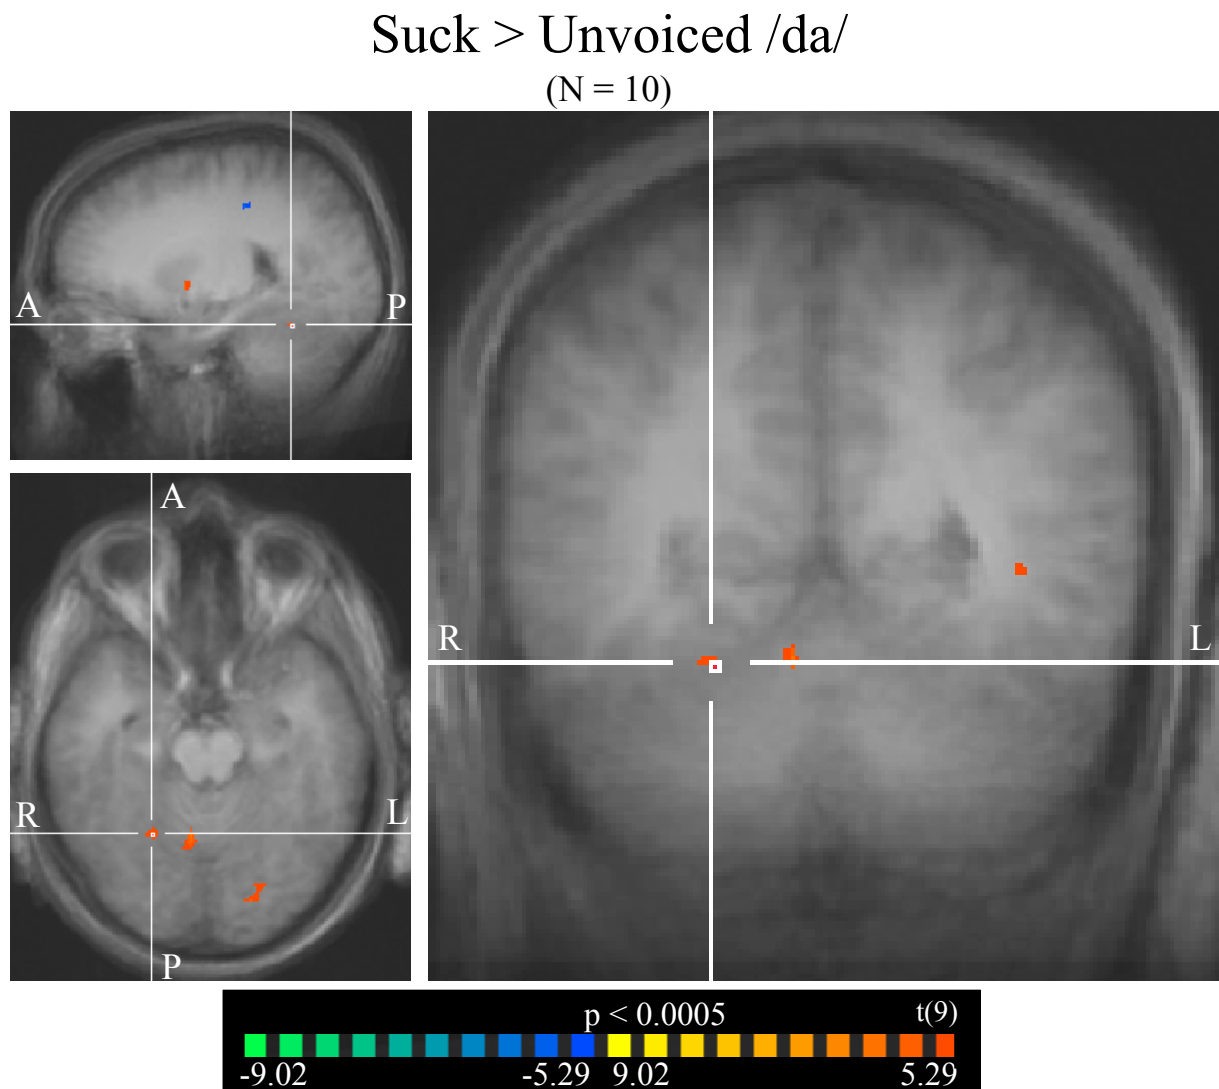 Suck > Unvoiced /da/
(N = 10)
A P
R L
A
R L
P
p < 0.0005 t(9)
-9.02 -5.29 9.02 5.29